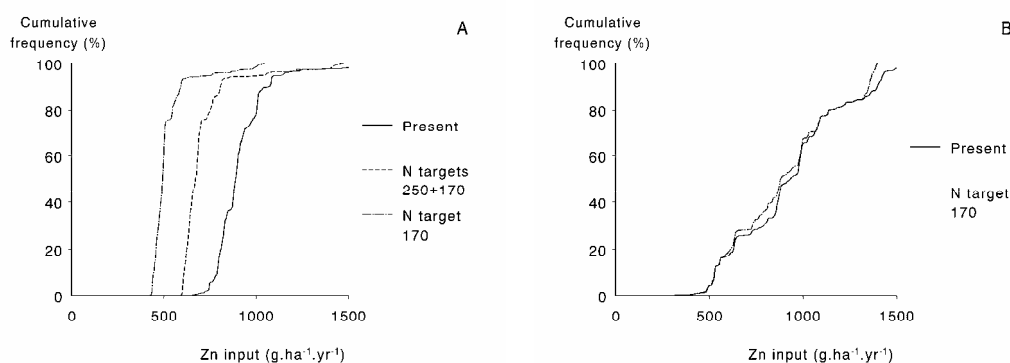 Cumulative
frequency (%)
A
100
80
60
40
20
0
0
500
1000
1500
Zn input (g.ha⁻¹.yr⁻¹)
Present
N targets
250+170
N target
170
Cumulative
frequency (%)
B
100
80
60
40
20
0
0
500
1000
1500
Zn input (g.ha⁻¹.yr⁻¹)
Present
N target
170